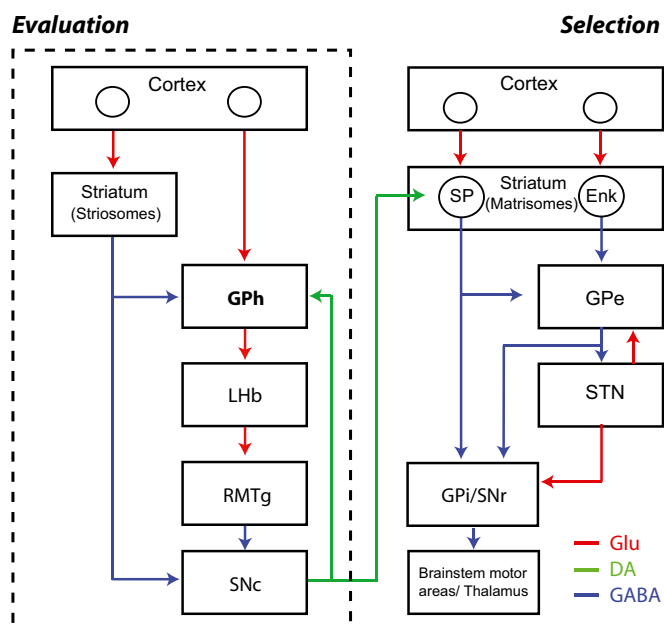 Evaluation
Selection
Cortex
Striatum
(Striosomes)
GPh
LHb
RMTg
SNc
Cortex
SP
Striatum
(Matrisomes)
Enk
GPe
STN
GPi/SNr
Brainstem motor
areas/ Thalamus
Glu
DA
GABA